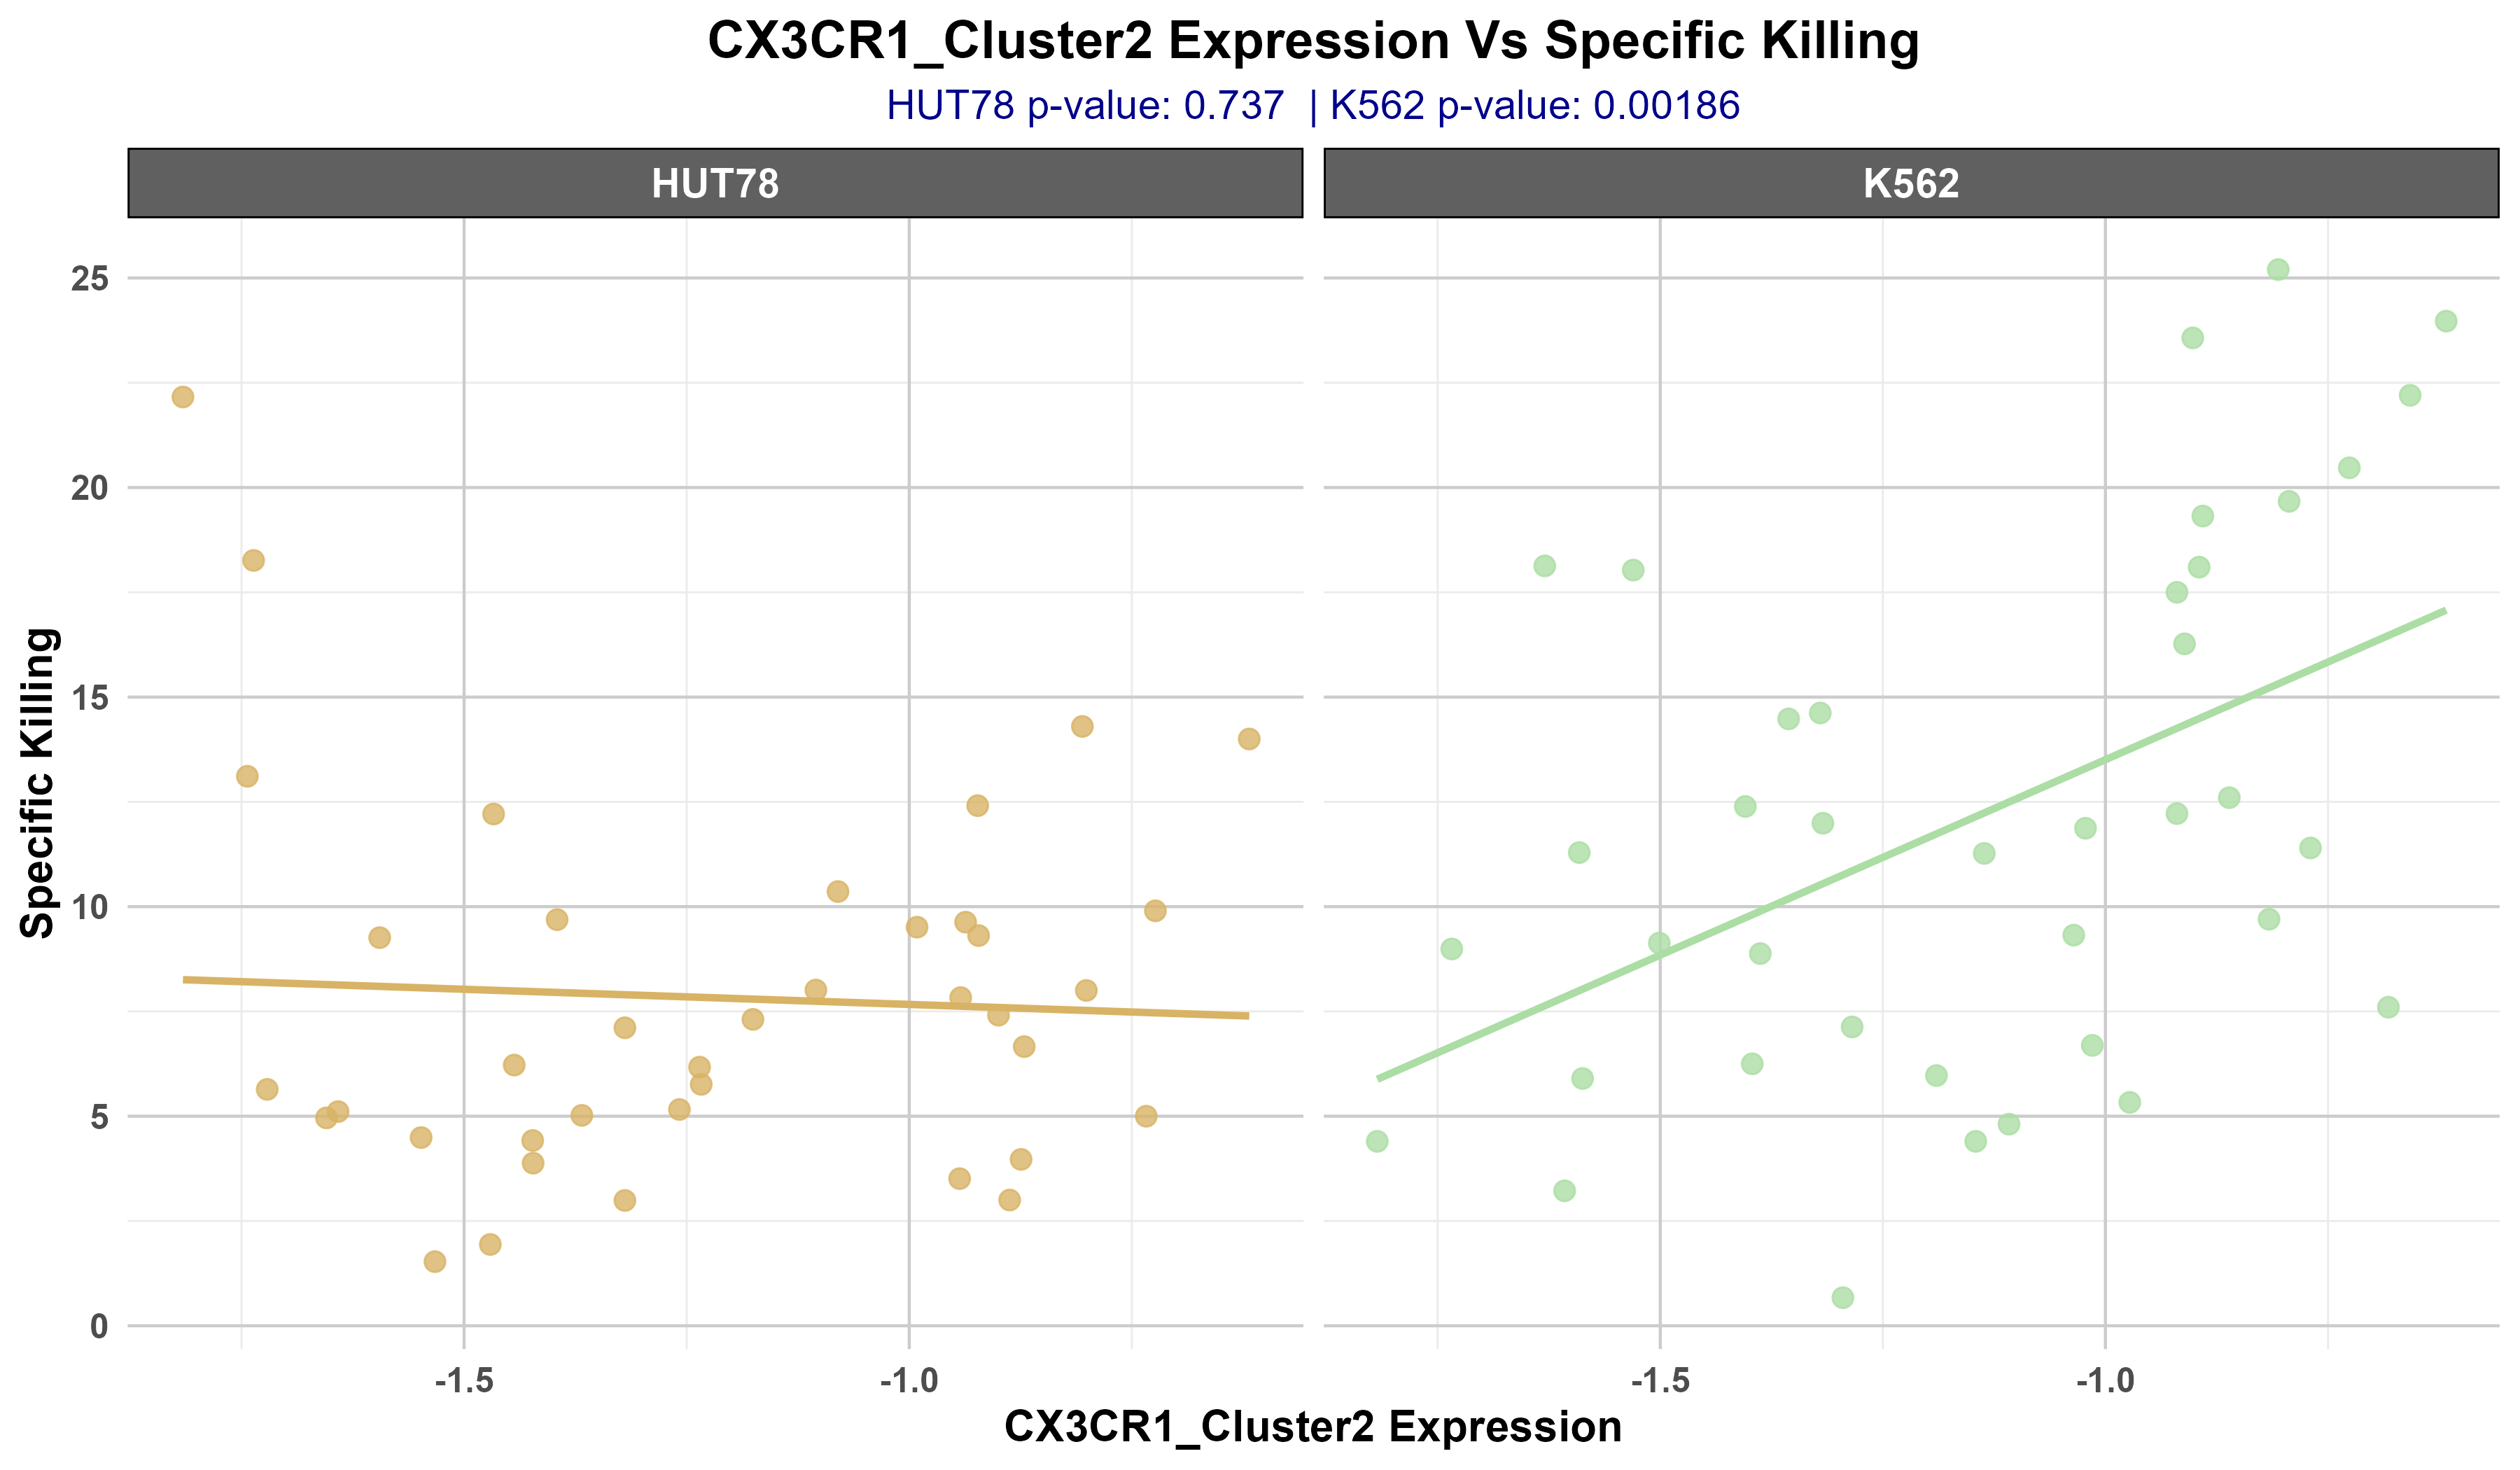 CX3CR1_Cluster2 Expression Vs Specific Killing
HUT78 p-value: 0.737 | K562 p-value: 0.00186
HUT78
K562
25
20
15
10
5
0
Specific Killing
-1.5
-1.0
-1.5
-1.0
CX3CR1_Cluster2 Expression